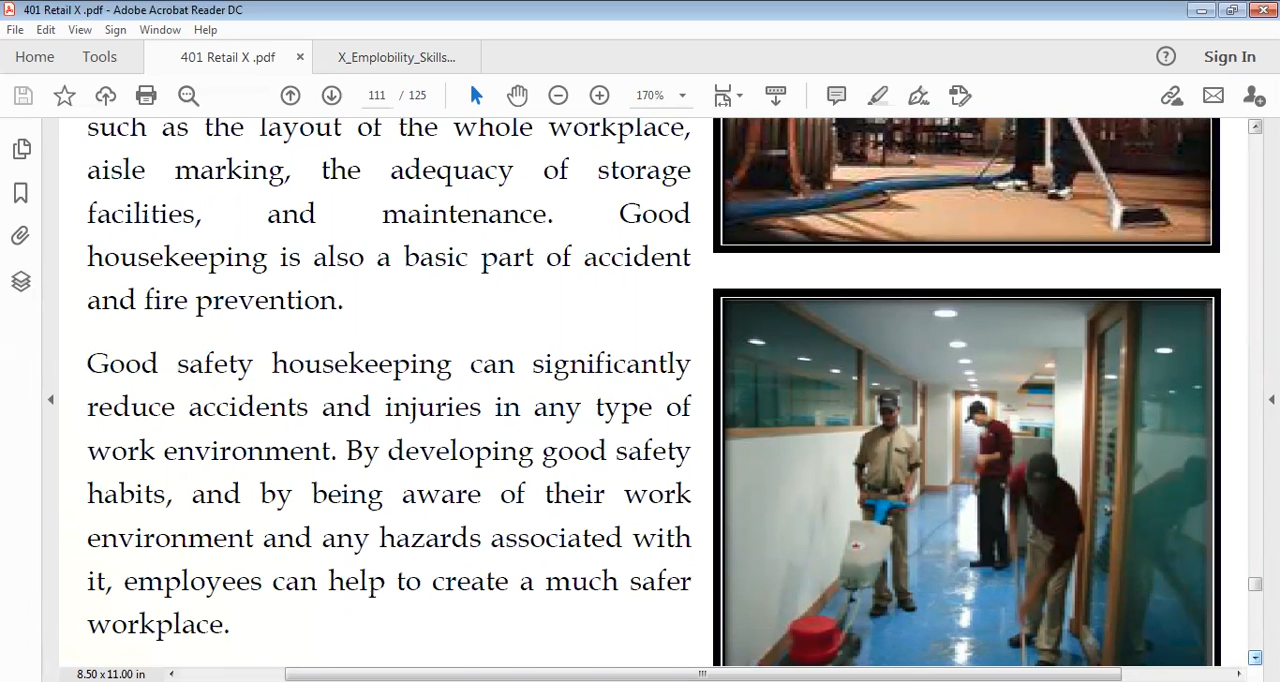 401 Retail X .pdf - Adobe Acrobat Reader DC
File Edit View Sign Window Help
Home Tools 401 Retail X .pdf × X_Emplobility_Skills... ? Sign In
111 / 125 170%
such as the layout of the whole workplace,
aisle marking, the adequacy of storage
facilities, and maintenance. Good
housekeeping is also a basic part of accident
and fire prevention.
Good safety housekeeping can significantly
reduce accidents and injuries in any type of
work environment. By developing good safety
habits, and by being aware of their work
environment and any hazards associated with
it, employees can help to create a much safer
workplace.
8.50 x 11.00 in